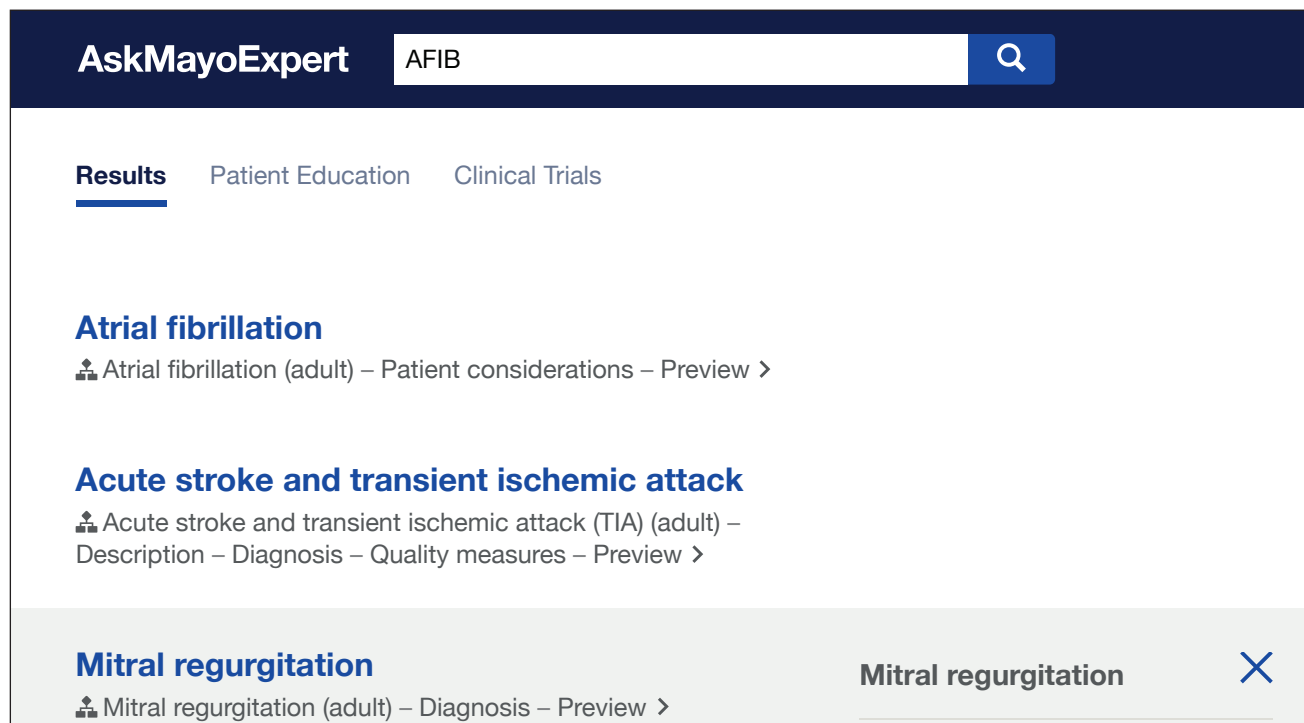 AskMayoExpert AFIB
Results Patient Education Clinical Trials
Atrial fibrillation
Atrial fibrillation (adult) – Patient considerations – Preview >
Acute stroke and transient ischemic attack
Acute stroke and transient ischemic attack (TIA) (adult) –
Description – Diagnosis – Quality measures – Preview >
Mitral regurgitation
Mitral regurgitation (adult) – Diagnosis – Preview >
Mitral regurgitation